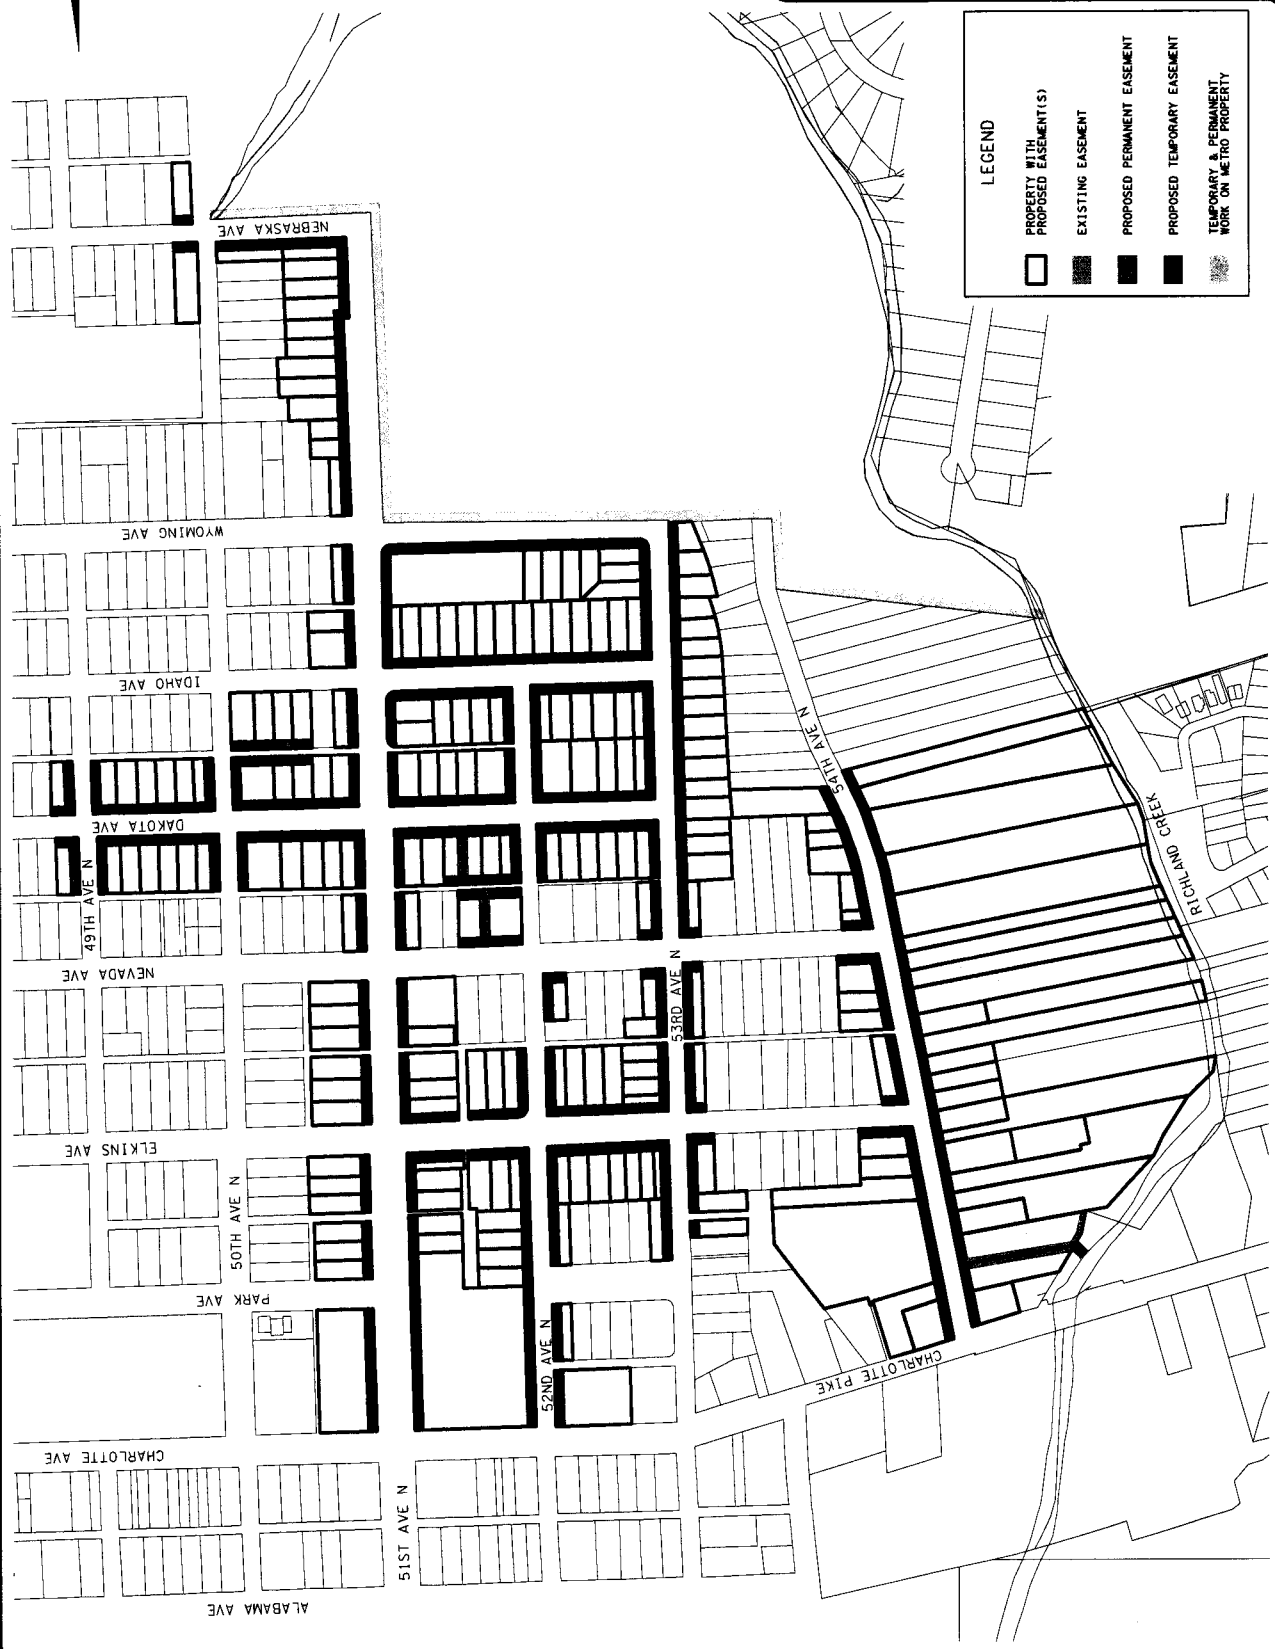 NEBRASKA AVE
WYOMING AVE
IDAHO AVE
DAKOTA AVE
49TH AVE N
NEVADA AVE
ELKINS AVE
50TH AVE N
PARK AVE
CHARLOTTE AVE
51ST AVE N
ALABAMA AVE
52ND AVE N
53RD AVE N
54TH AVE N
CHARLOTTE PIKE
RICHLAND CREEK
LEGEND
PROPERTY WITH
PROPOSED EASEMENT(S)
EXISTING EASEMENT
PROPOSED PERMANENT EASEMENT
PROPOSED TEMPORARY EASEMENT
TEMPORARY & PERMANENT
WORK ON METRO PROPERTY